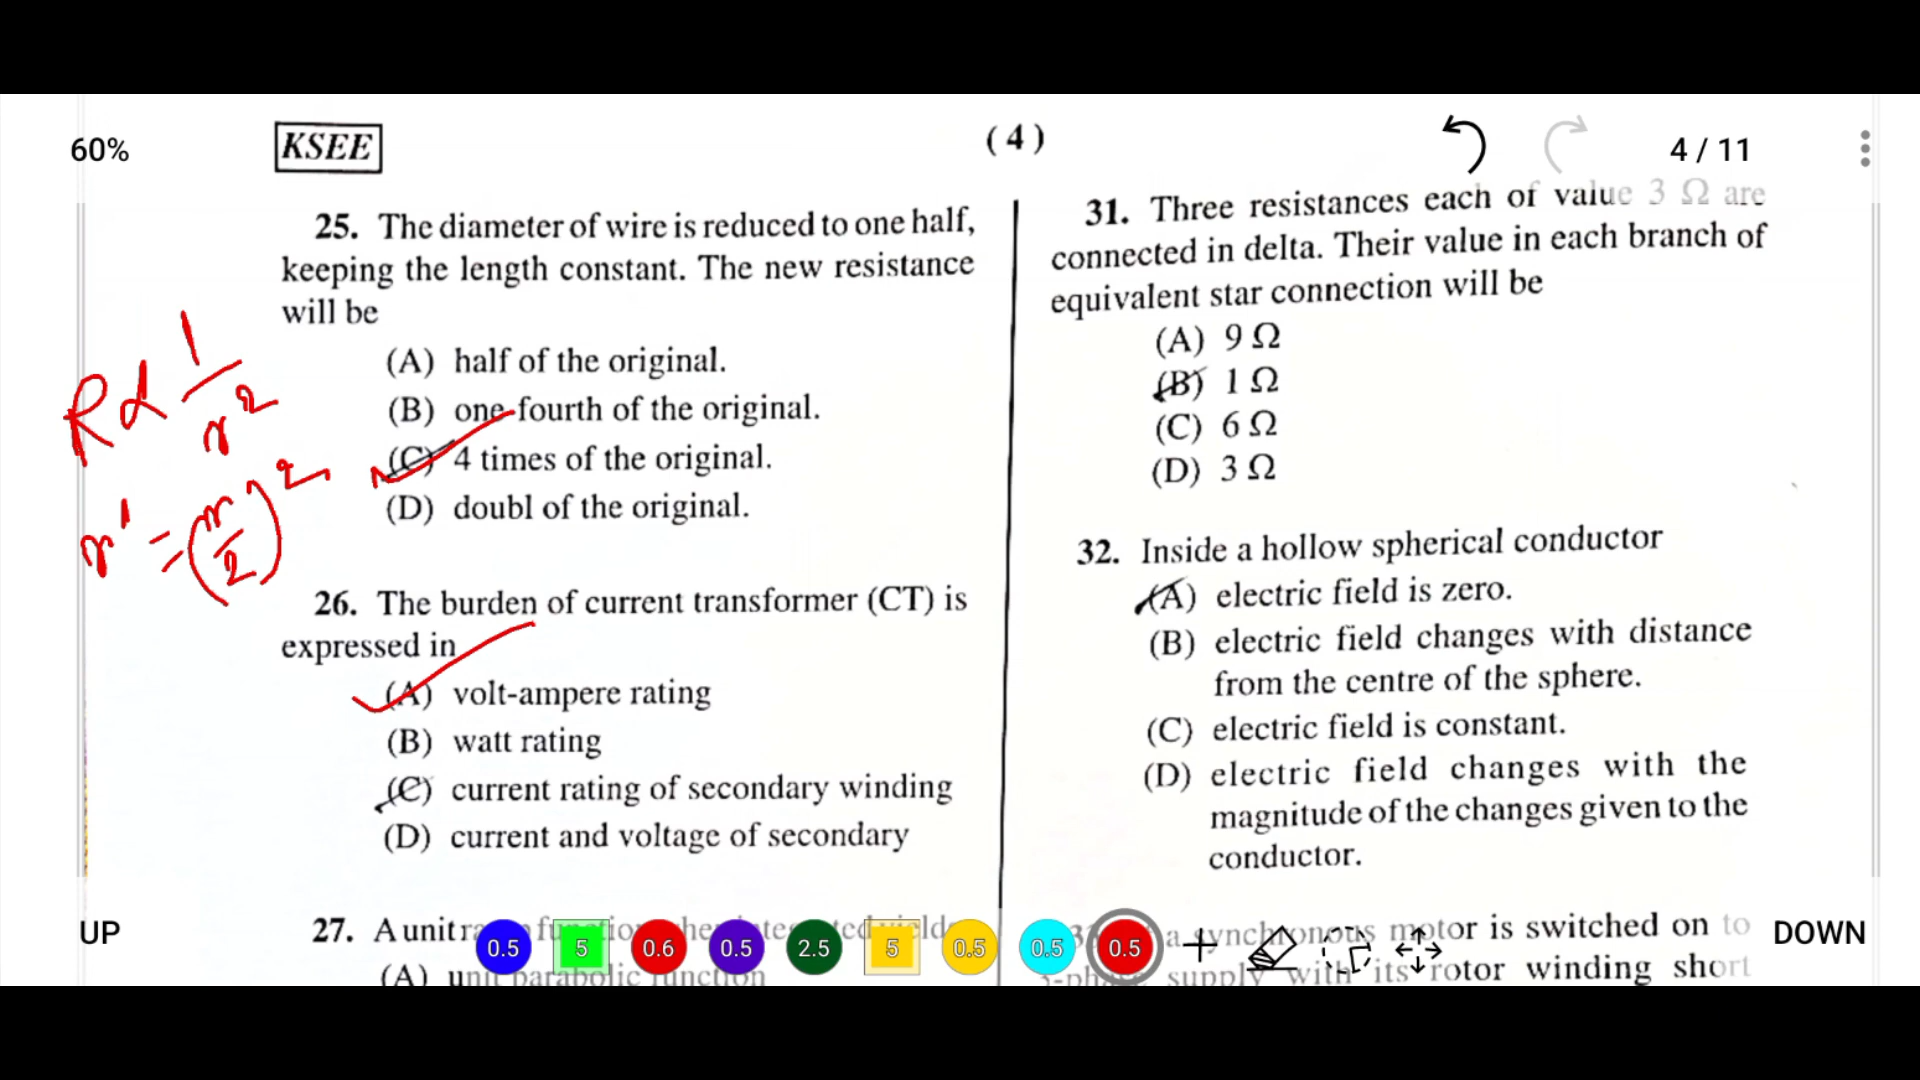 60%
KSEE
(4)
4 / 11
25. The diameter of wire is reduced to one half,
keeping the length constant. The new resistance
will be
(A) half of the original.
(B) one-fourth of the original.
(C) 4 times of the original.
(D) doubl of the original.
R ∝ 1/r²
r' = (r/2)²
26. The burden of current transformer (CT) is
expressed in
(A) volt-ampere rating
(B) watt rating
(C) current rating of secondary winding
(D) current and voltage of secondary
27. A unit
(A) unit parabolic function
31. Three resistances each of value 3 Ω are
connected in delta. Their value in each branch of
equivalent star connection will be
(A) 9 Ω
(B) 1 Ω
(C) 6 Ω
(D) 3 Ω
32. Inside a hollow spherical conductor
(A) electric field is zero.
(B) electric field changes with distance
from the centre of the sphere.
(C) electric field is constant.
(D) electric field changes with the
magnitude of the changes given to the
conductor.
a synchronous motor is switched on to
supply with its rotor winding short
UP
0.5 5 0.6 0.5 2.5 5 0.5 0.5 0.5
DOWN